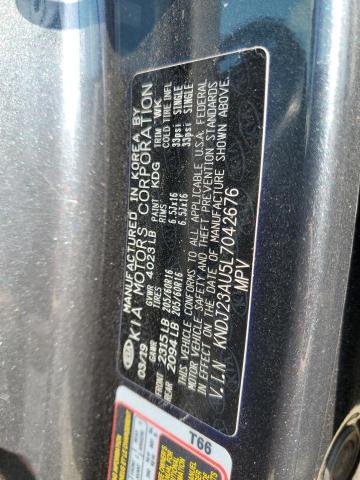 MANUFACTURED IN KOREA BY
KIA MOTORS CORPORATION
03/19 GVWR 4023LB PAINT KDG TRIM WK
GAWR TIRES RIMS COLD TIRE INFL
FRONT 2315LB 205/60R16 6.5Jx16 33psi SINGLE
REAR 2094LB 205/60R16 6.5Jx16 33psi SINGLE
THIS VEHICLE CONFORMS TO ALL APPLICABLE U.S.A. FEDERAL
MOTOR VEHICLE SAFETY AND THEFT PREVENTION STANDARDS
IN EFFECT ON THE DATE OF MANUFACTURE SHOWN ABOVE.
V.I.N KNDJ23AU5L7042676
MPV
T66